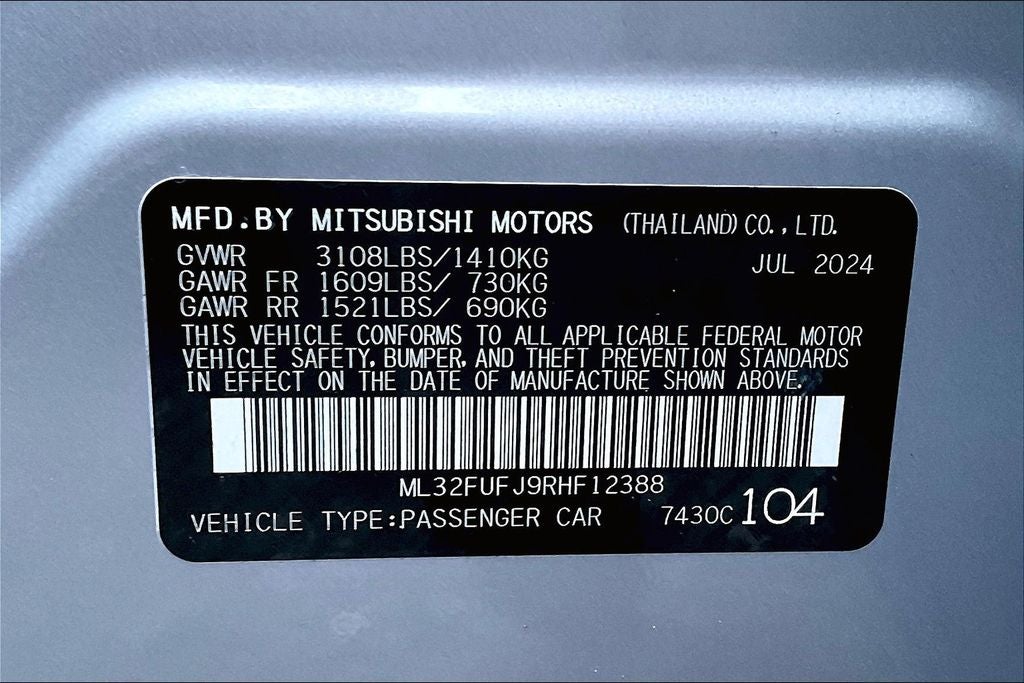 MFD.BY MITSUBISHI MOTORS (THAILAND) CO., LTD.
GVWR 3108LBS/1410KG JUL 2024
GAWR FR 1609LBS/ 730KG
GAWR RR 1521LBS/ 690KG
THIS VEHICLE CONFORMS TO ALL APPLICABLE FEDERAL MOTOR
VEHICLE SAFETY, BUMPER, AND THEFT PREVENTION STANDARDS
IN EFFECT ON THE DATE OF MANUFACTURE SHOWN ABOVE.
ML32FUFJ9RHF12388
VEHICLE TYPE:PASSENGER CAR 7430C 104